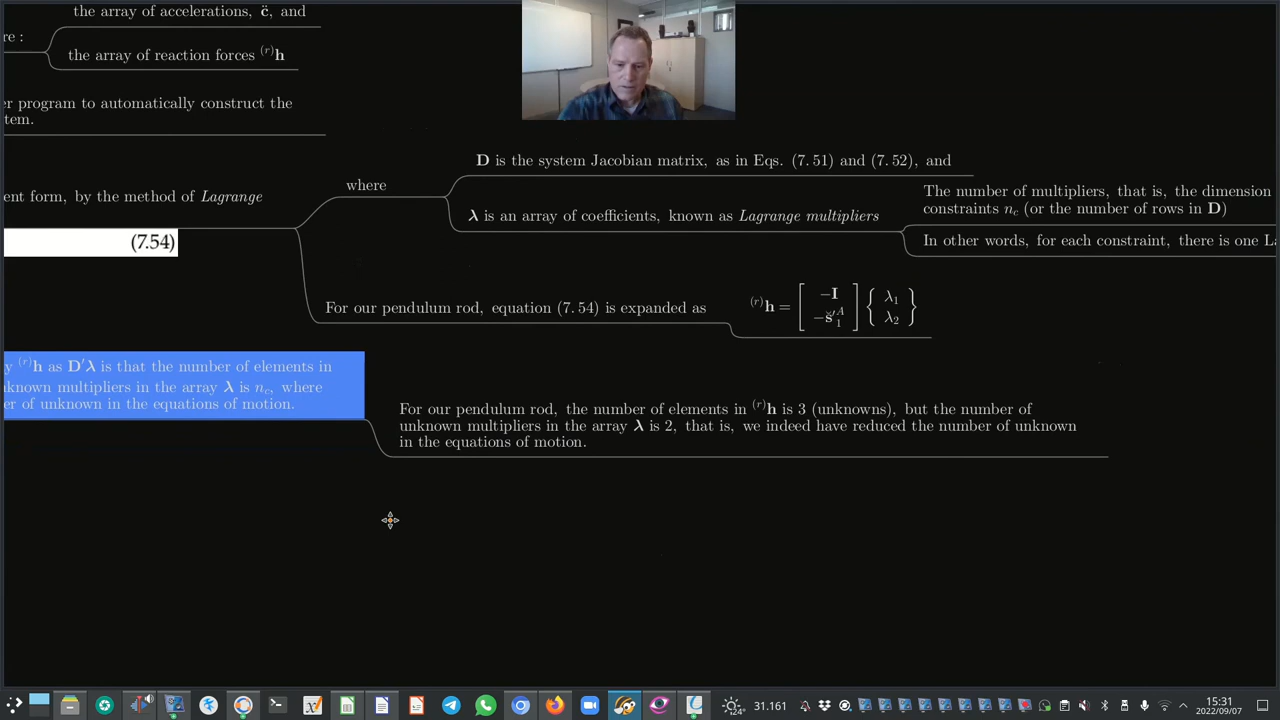 the array of accelerations, c̈, and
re :
the array of reaction forces ⁽ʳ⁾h
er program to automatically construct the
tem.
D is the system Jacobian matrix, as in Eqs. (7.51) and (7.52), and
where
ent form, by the method of Lagrange
The number of multipliers, that is, the dimension
constraints n_c (or the number of rows in D)
λ is an array of coefficients, known as Lagrange multipliers
(7.54)
In other words, for each constraint, there is one La
For our pendulum rod, equation (7.54) is expanded as
⁽ʳ⁾h = [ −I −s̆′₁ᴬ ] { λ₁ λ₂ }
y ⁽ʳ⁾h as D′λ is that the number of elements in
nknown multipliers in the array λ is n_c, where
er of unknown in the equations of motion.
For our pendulum rod, the number of elements in ⁽ʳ⁾h is 3 (unknowns), but the number of
unknown multipliers in the array λ is 2, that is, we indeed have reduced the number of unknown
in the equations of motion.
24°
31.161
15:31
2022/09/07